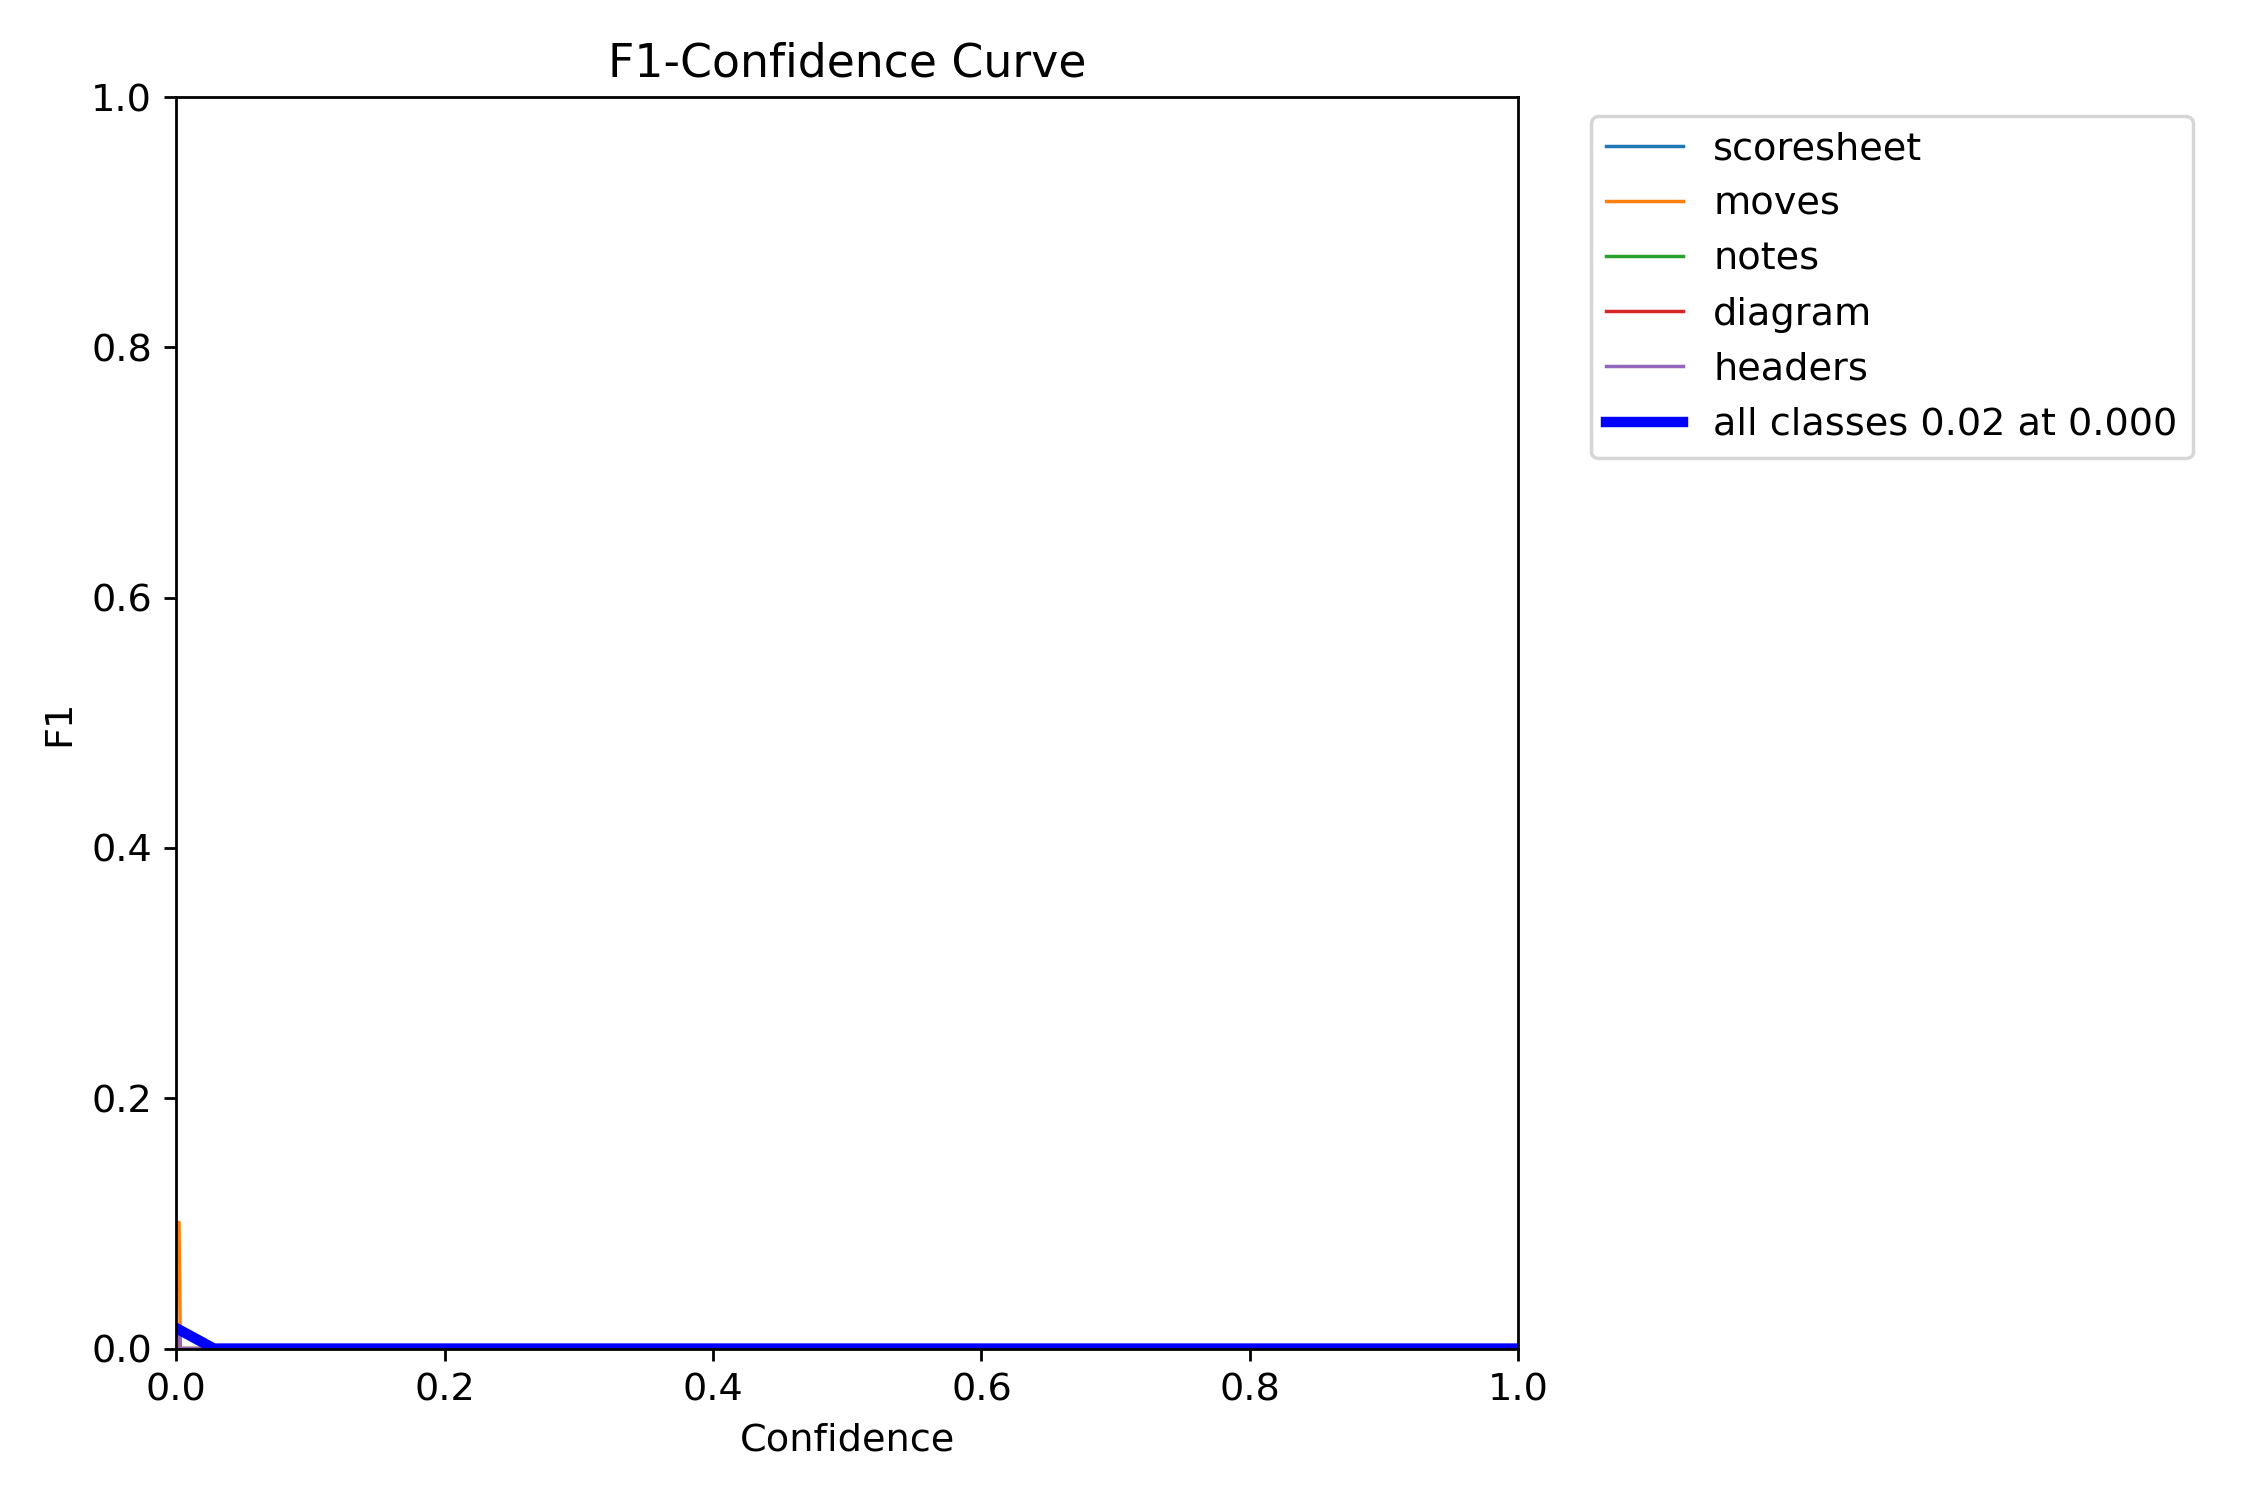 F1-Confidence Curve
1.0
0.8
0.6
0.4
0.2
0.0
F1
0.0 0.2 0.4 0.6 0.8 1.0
Confidence
scoresheet
moves
notes
diagram
headers
all classes 0.02 at 0.000